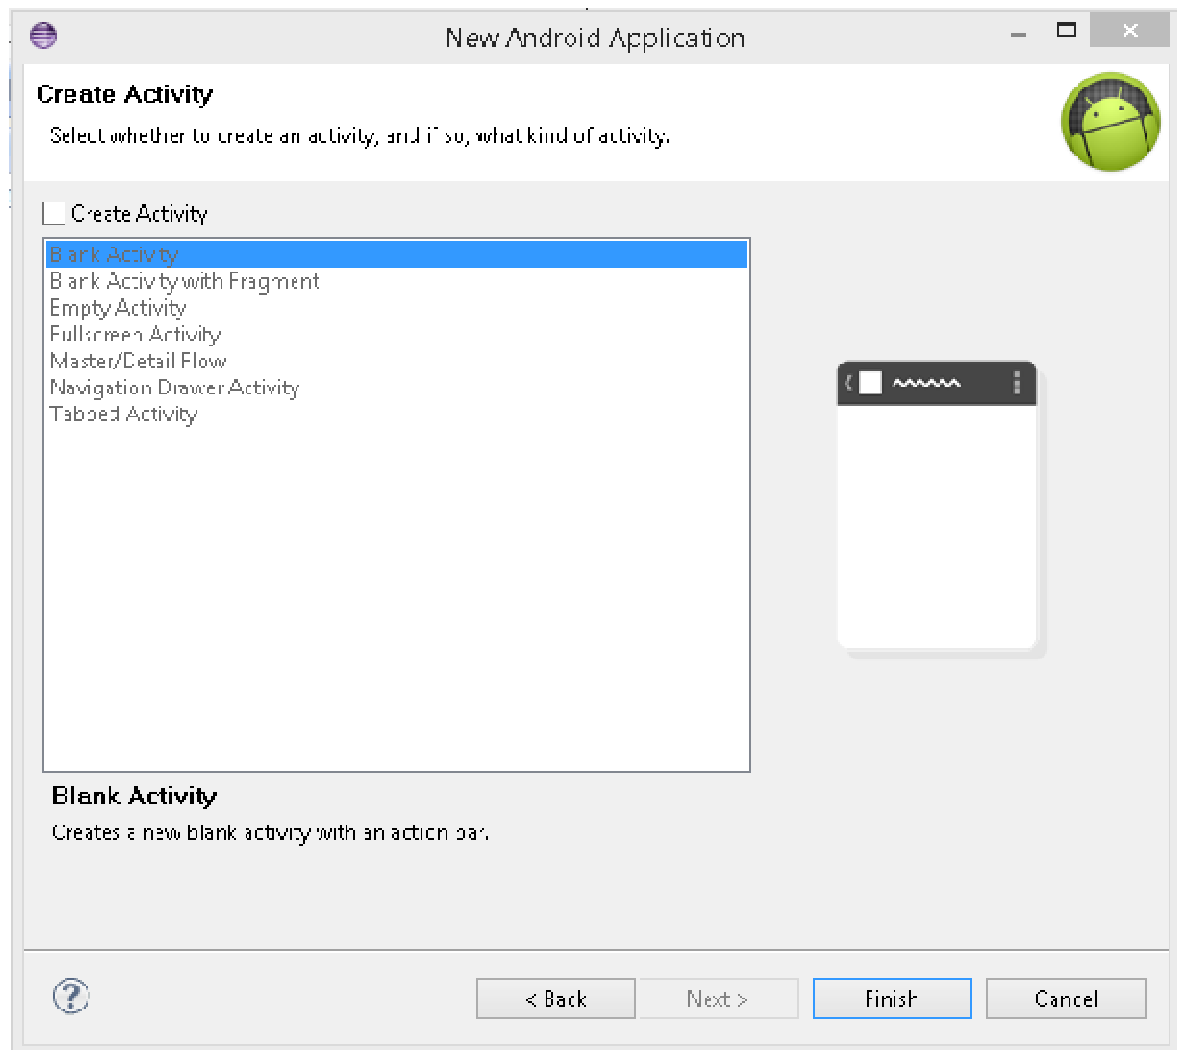 New Android Application
Create Activity
Select whether to create an activity, and if so, what kind of activity.
Create Activity
Blank Activity
Blank Activity with Fragment
Empty Activity
Fullscreen Activity
Master/Detail Flow
Navigation Drawer Activity
Tabbed Activity
Blank Activity
Creates a new blank activity with an action bar.
?
< Back
Next >
Finish
Cancel